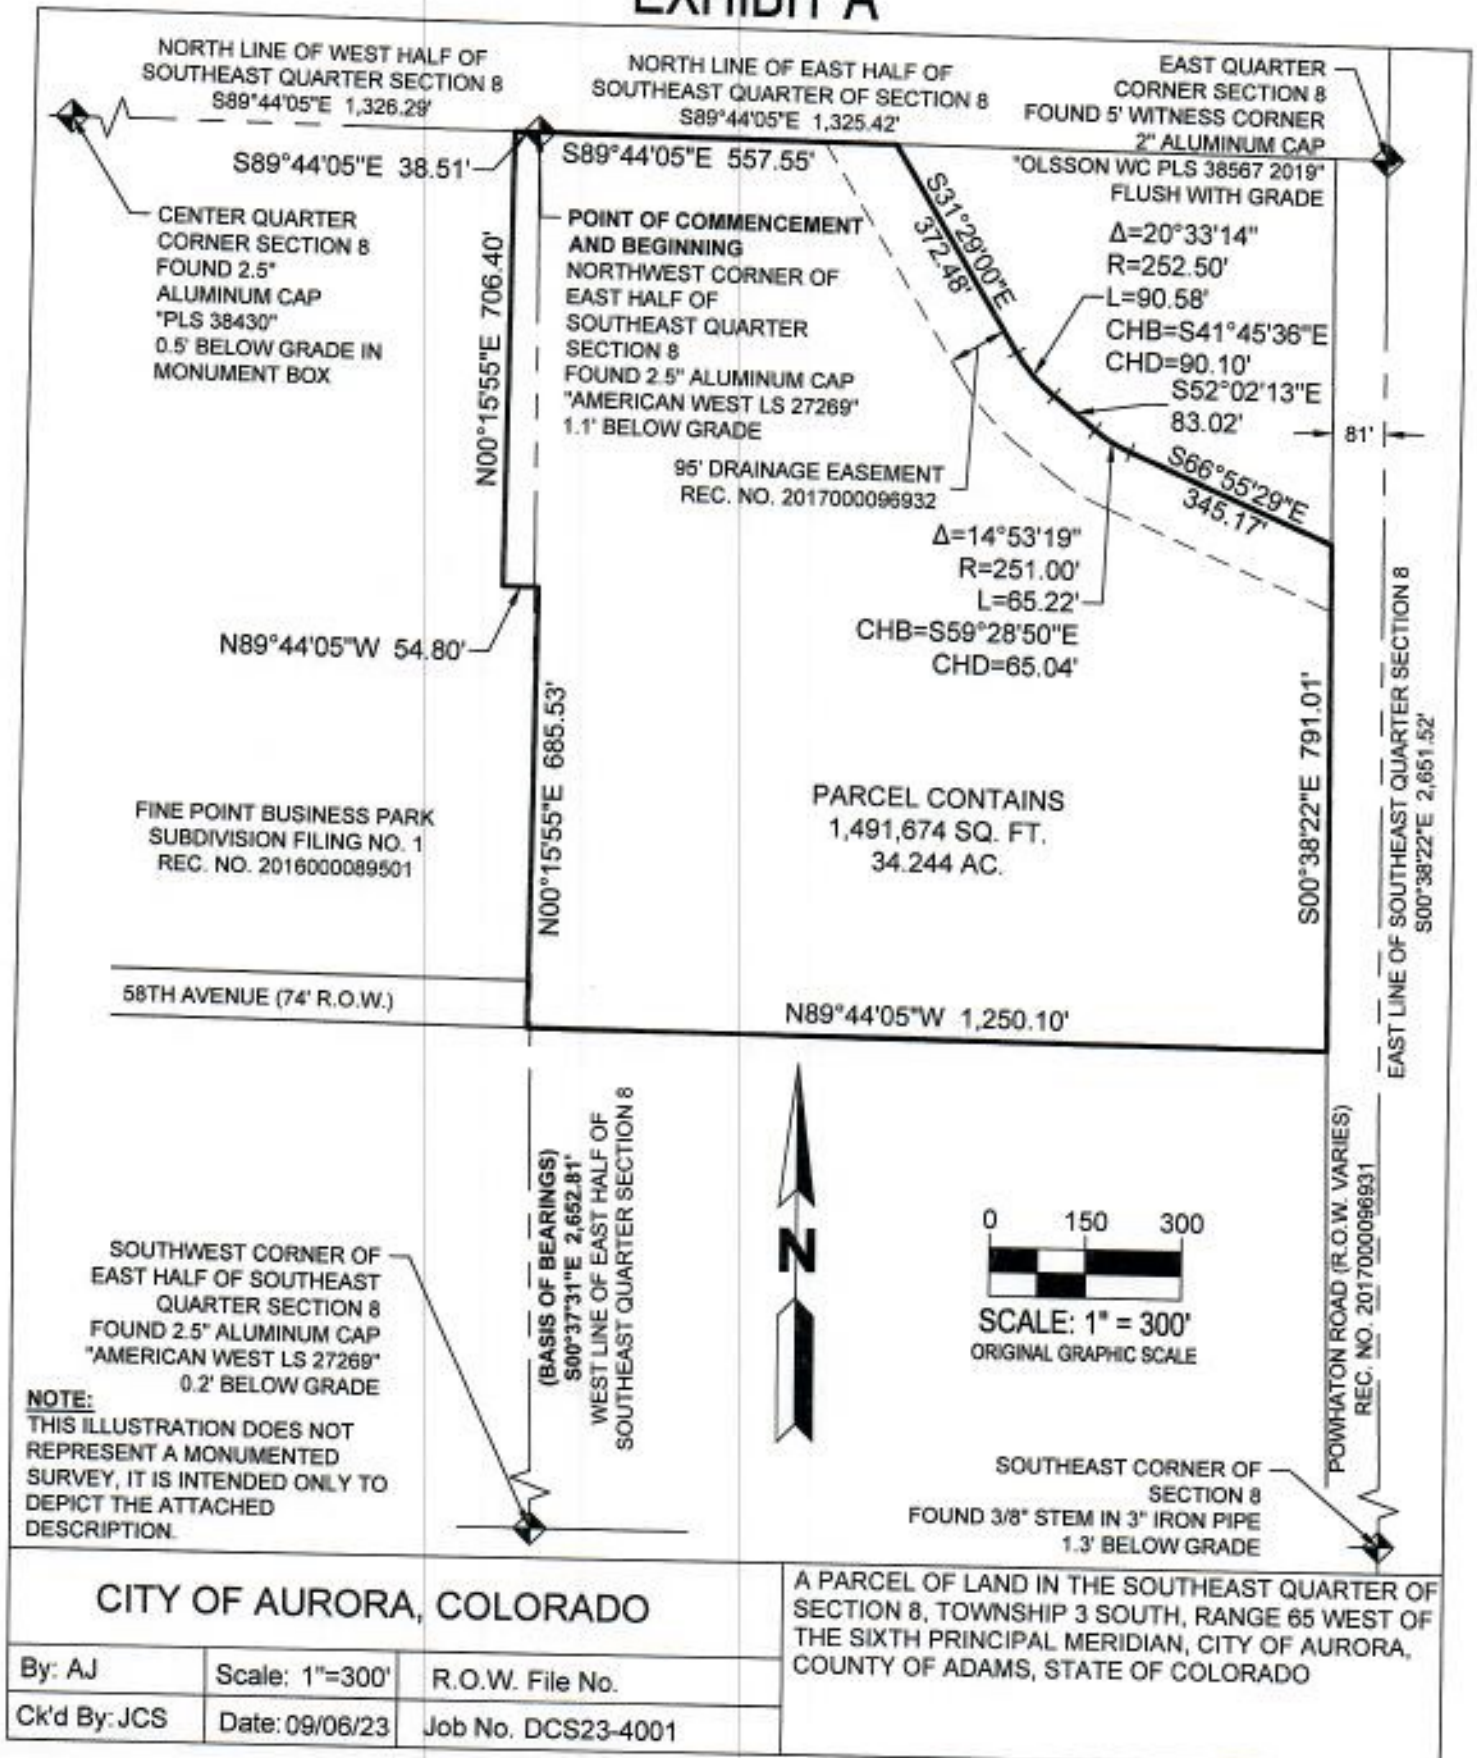 EXHIBIT A
NORTH LINE OF WEST HALF OF
SOUTHEAST QUARTER SECTION 8
S89°44'05"E 1,326.29'
NORTH LINE OF EAST HALF OF
SOUTHEAST QUARTER OF SECTION 8
S89°44'05"E 1,325.42'
EAST QUARTER
CORNER SECTION 8
FOUND 5' WITNESS CORNER
2" ALUMINUM CAP
"OLSSON WC PLS 38567 2019"
FLUSH WITH GRADE
S89°44'05"E 38.51'
S89°44'05"E 557.55'
CENTER QUARTER
CORNER SECTION 8
FOUND 2.5"
ALUMINUM CAP
"PLS 38430"
0.5' BELOW GRADE IN
MONUMENT BOX
N00°15'55"E 706.40'
POINT OF COMMENCEMENT
AND BEGINNING
NORTHWEST CORNER OF
EAST HALF OF
SOUTHEAST QUARTER
SECTION 8
FOUND 2.5" ALUMINUM CAP
"AMERICAN WEST LS 27269"
1.1' BELOW GRADE
S31°29'00"E
372.48'
Δ=20°33'14"
R=252.50'
L=90.58'
CHB=S41°45'36"E
CHD=90.10'
S52°02'13"E
83.02'
81'
95' DRAINAGE EASEMENT
REC. NO. 2017000096932
S66°55'29"E
345.17'
Δ=14°53'19"
R=251.00'
L=65.22'
CHB=S59°28'50"E
CHD=65.04'
N89°44'05"W 54.80'
N00°15'55"E 685.53'
FINE POINT BUSINESS PARK
SUBDIVISION FILING NO. 1
REC. NO. 2016000089501
PARCEL CONTAINS
1,491,674 SQ. FT.
34.244 AC.
S00°38'22"E 791.01'
EAST LINE OF SOUTHEAST QUARTER SECTION 8
S00°38'22"E 2,651.52'
58TH AVENUE (74' R.O.W.)
N89°44'05"W 1,250.10'
(BASIS OF BEARINGS)
S00°37'31"E 2,652.81'
WEST LINE OF EAST HALF OF
SOUTHEAST QUARTER SECTION 8
N
0 150 300
SCALE: 1" = 300'
ORIGINAL GRAPHIC SCALE
POWHATON ROAD (R.O.W. VARIES)
REC. NO. 2017000096931
SOUTHWEST CORNER OF
EAST HALF OF SOUTHEAST
QUARTER SECTION 8
FOUND 2.5" ALUMINUM CAP
"AMERICAN WEST LS 27269"
0.2' BELOW GRADE
NOTE:
THIS ILLUSTRATION DOES NOT
REPRESENT A MONUMENTED
SURVEY, IT IS INTENDED ONLY TO
DEPICT THE ATTACHED
DESCRIPTION.
SOUTHEAST CORNER OF
SECTION 8
FOUND 3/8" STEM IN 3" IRON PIPE
1.3' BELOW GRADE
CITY OF AURORA, COLORADO
By: AJ
Scale: 1"=300'
R.O.W. File No.
Ck'd By: JCS
Date: 09/06/23
Job No. DCS23-4001
A PARCEL OF LAND IN THE SOUTHEAST QUARTER OF
SECTION 8, TOWNSHIP 3 SOUTH, RANGE 65 WEST OF
THE SIXTH PRINCIPAL MERIDIAN, CITY OF AURORA,
COUNTY OF ADAMS, STATE OF COLORADO